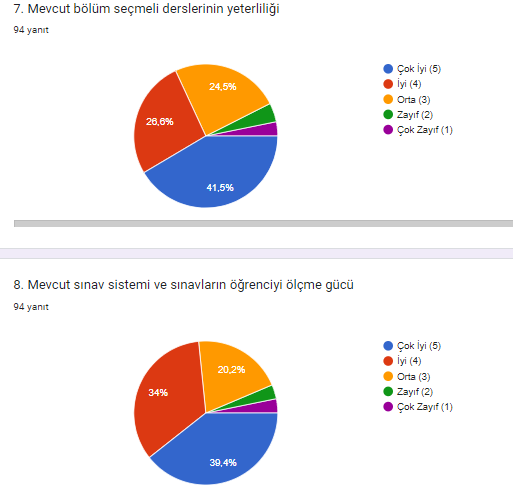 7. Mevcut bölüm seçmeli derslerinin yeterliliği
94 yanıt
Çok İyi (5)
İyi (4)
Orta (3)
Zayıf (2)
Çok Zayıf (1)
24,5%
26,6%
41,5%
8. Mevcut sınav sistemi ve sınavların öğrenciyi ölçme gücü
94 yanıt
Çok İyi (5)
İyi (4)
Orta (3)
Zayıf (2)
Çok Zayıf (1)
20,2%
34%
39,4%